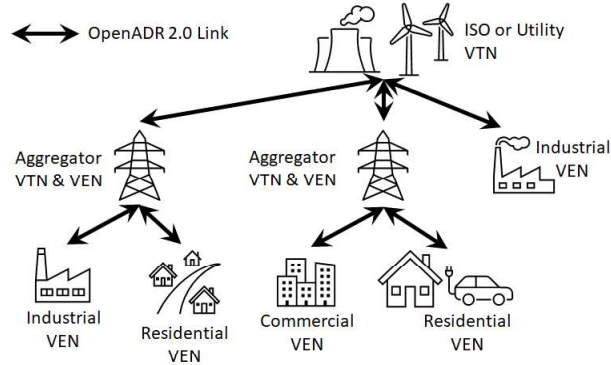 OpenADR 2.0 Link
ISO or Utility
VTN
Aggregator
VTN & VEN
Aggregator
VTN & VEN
Industrial
VEN
Industrial
VEN
Residential
VEN
Commercial
VEN
Residential
VEN